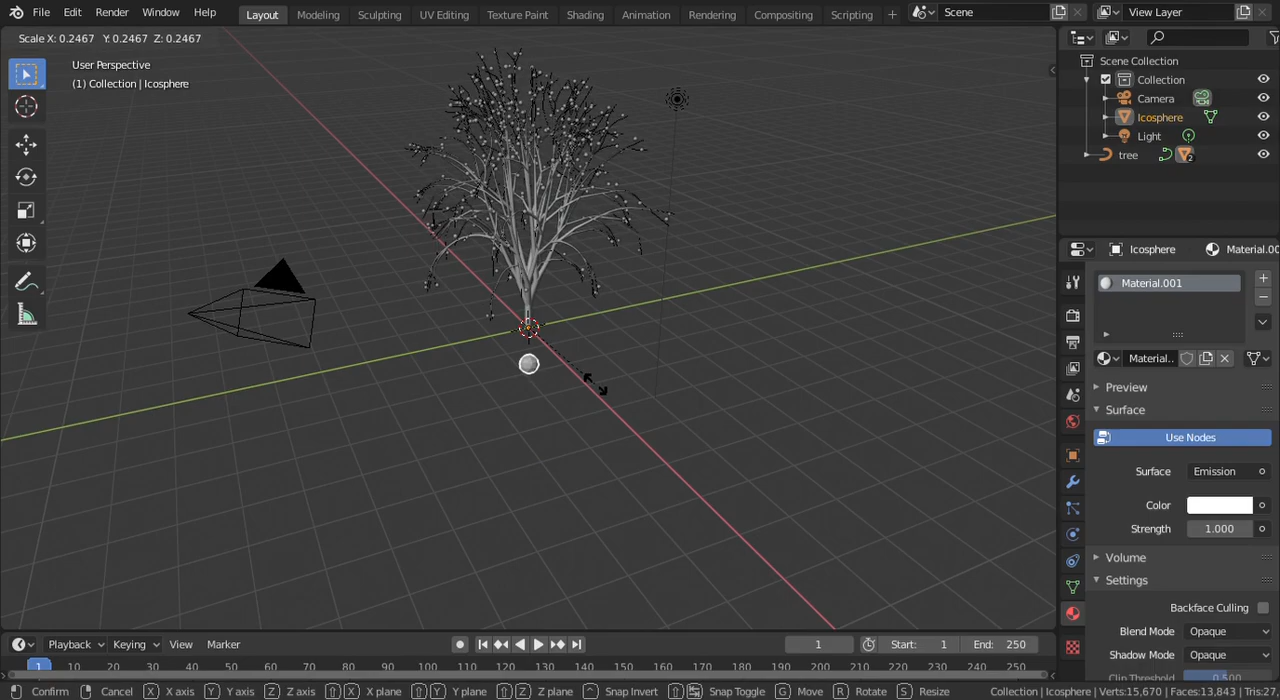 File Edit Render Window Help Layout Modeling Sculpting UV Editing Texture Paint Shading Animation Rendering Compositing Scripting + Scene View Layer
Scale X: 0.2467 Y: 0.2467 Z: 0.2467
User Perspective
(1) Collection | Icosphere
Scene Collection
Collection
Camera
Icosphere
Light
tree 2
Icosphere Material.00
Material.001
Material..
Preview
Surface
Use Nodes
Surface Emission
Color
Strength 1.000
Volume
Settings
Backface Culling
Blend Mode Opaque
Shadow Mode Opaque
Clip Threshold 0.500
Playback Keying View Marker 1 Start: 1 End: 250
1 10 20 30 40 50 60 70 80 90 100 110 120 130 140 150 160 170 180 190 200 210 220 230 240 250
Confirm Cancel X X axis Y Y axis Z Z axis X X plane Y Y plane Z Z plane Snap Invert Snap Toggle G Move R Rotate S Resize Collection | Icosphere | Verts:15,670 | Faces:13,843 | Tris:27